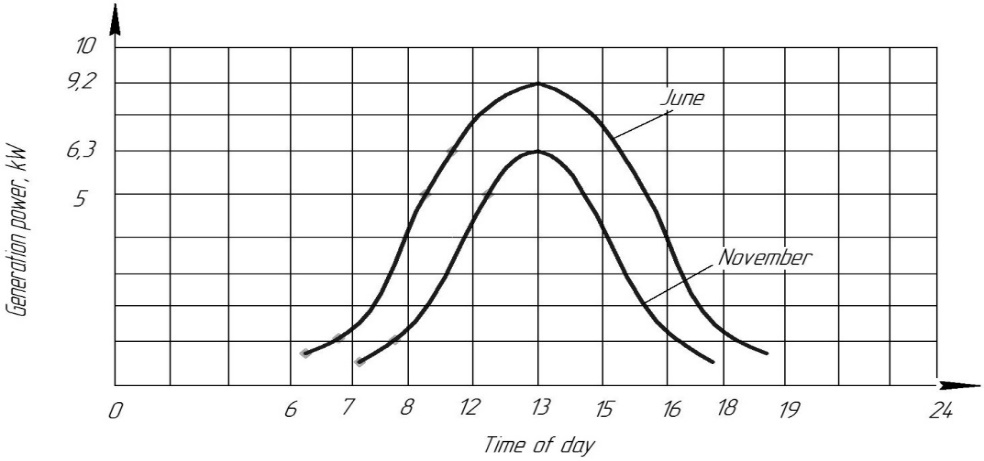 Generation power, kW
10
9,2
6,3
5
June
November
0 6 7 8 12 13 15 16 18 19 24
Time of day